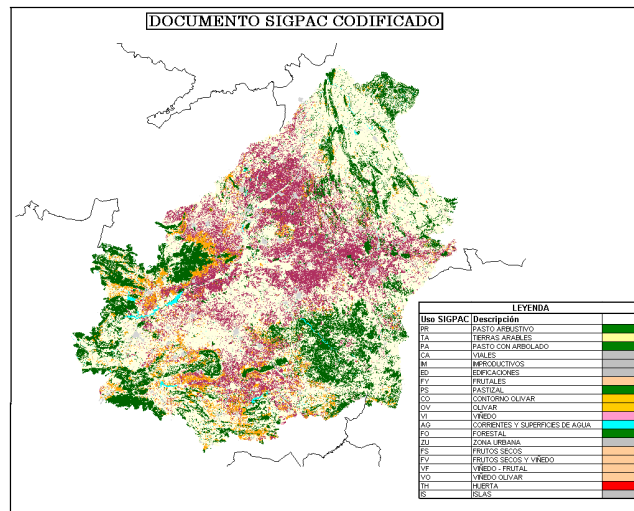 DOCUMENTO SIGPAC CODIFICADO
LEYENDA
Uso SIGPAC Descripción
PR PASTO ARBUSTIVO
TA TIERRAS ARABLES
PA PASTO CON ARBOLADO
CA VIALES
IM IMPRODUCTIVOS
ED EDIFICACIONES
FY FRUTALES
PS PASTIZAL
CO CONTORNO OLIVAR
OV OLIVAR
VI VIÑEDO
AG CORRIENTES Y SUPERFICIES DE AGUA
FO FORESTAL
ZU ZONA URBANA
FS FRUTOS SECOS
FV FRUTOS SECOS Y VIÑEDO
VF VIÑEDO - FRUTAL
VO VIÑEDO OLIVAR
TH HUERTA
IS ISLAS